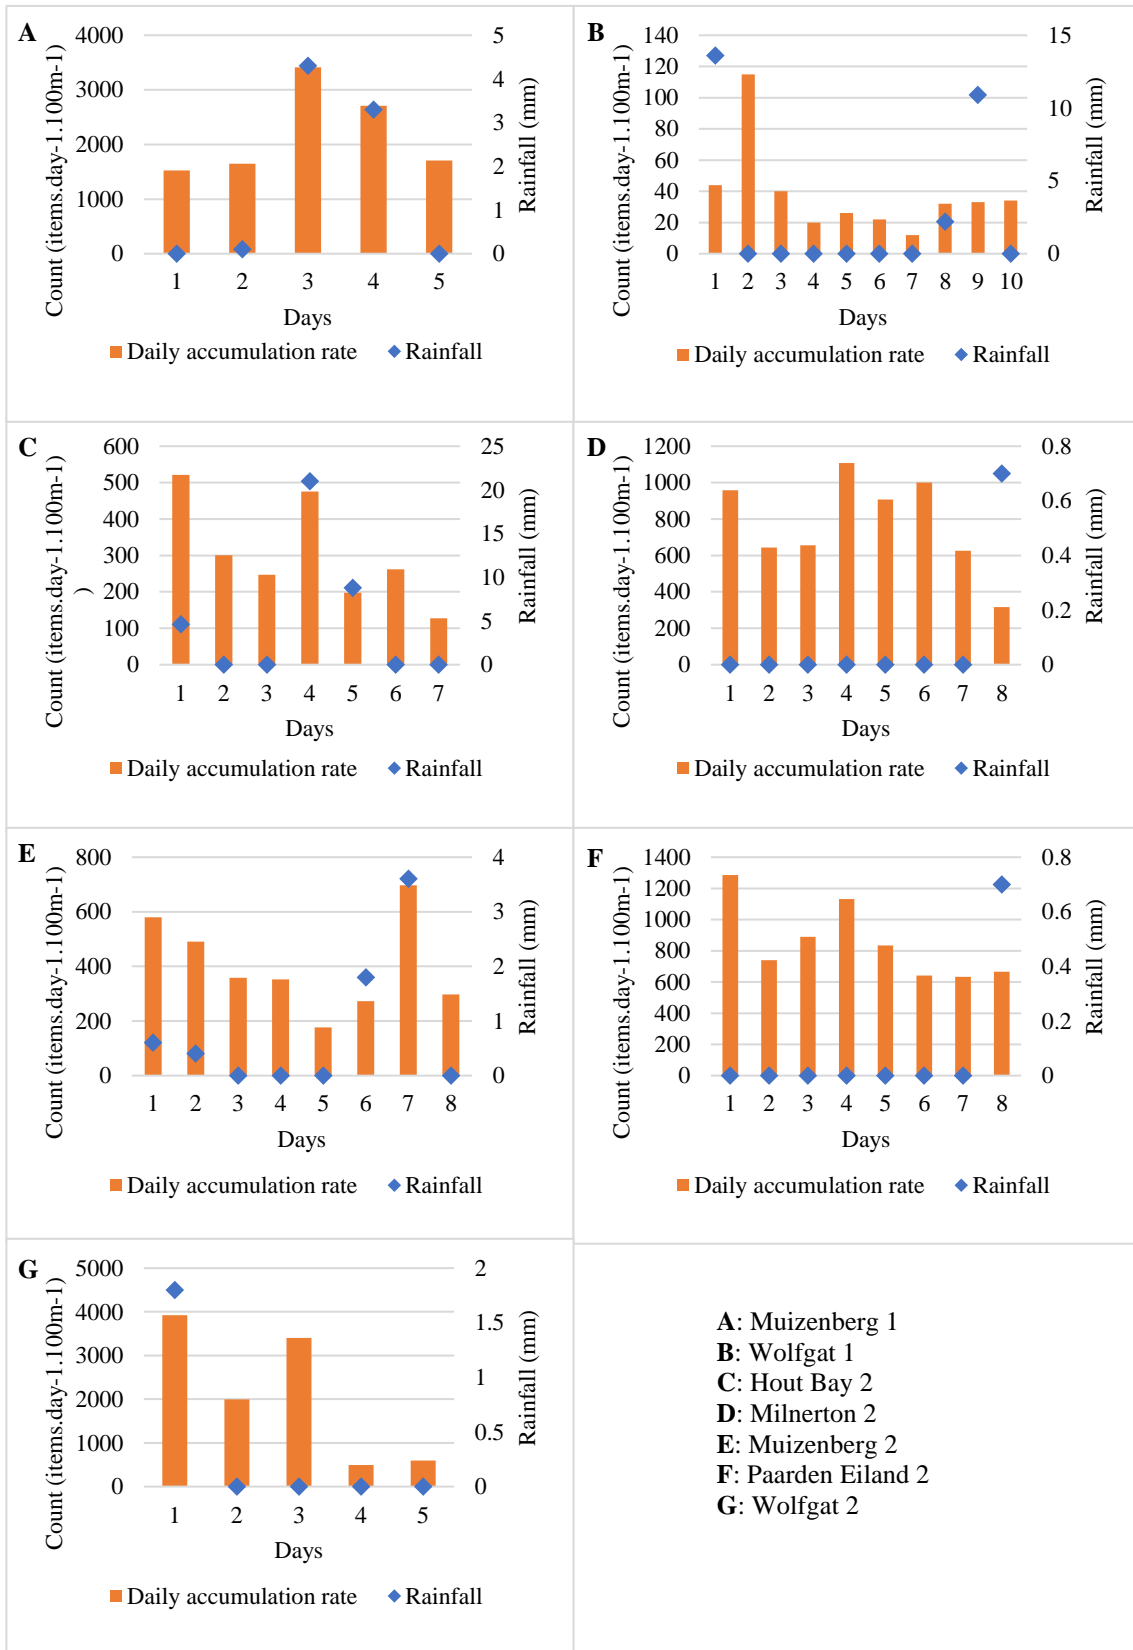 A
Count (items.day-1.100m-1)
4000
3000
2000
1000
0
5
4
3
2
1
0
Rainfall (mm)
1 2 3 4 5
Days
Daily accumulation rate Rainfall
B
Count (items.day-1.100m-1)
140
120
100
80
60
40
20
0
15
10
5
0
Rainfall (mm)
1 2 3 4 5 6 7 8 9 10
Days
Daily accumulation rate Rainfall
C
Count (items.day-1.100m-1)
)
600
500
400
300
200
100
0
25
20
15
10
5
0
Rainfall (mm)
1 2 3 4 5 6 7
Days
Daily accumulation rate Rainfall
D
Count (items.day-1.100m-1)
1200
1000
800
600
400
200
0
0.8
0.6
0.4
0.2
0
Rainfall (mm)
1 2 3 4 5 6 7 8
Days
Daily accumulation rate Rainfall
E
Count (items.day-1.100m-1)
800
600
400
200
0
4
3
2
1
0
Rainfall (mm)
1 2 3 4 5 6 7 8
Days
Daily accumulation rate Rainfall
F
Count (items.day-1.100m-1)
1400
1200
1000
800
600
400
200
0
0.8
0.6
0.4
0.2
0
Rainfall (mm)
1 2 3 4 5 6 7 8
Days
Daily accumulation rate Rainfall
G
Count (items.day-1.100m-1)
5000
4000
3000
2000
1000
0
2
1.5
1
0.5
0
Rainfall (mm)
1 2 3 4 5
Days
Daily accumulation rate Rainfall
A: Muizenberg 1
B: Wolfgat 1
C: Hout Bay 2
D: Milnerton 2
E: Muizenberg 2
F: Paarden Eiland 2
G: Wolfgat 2